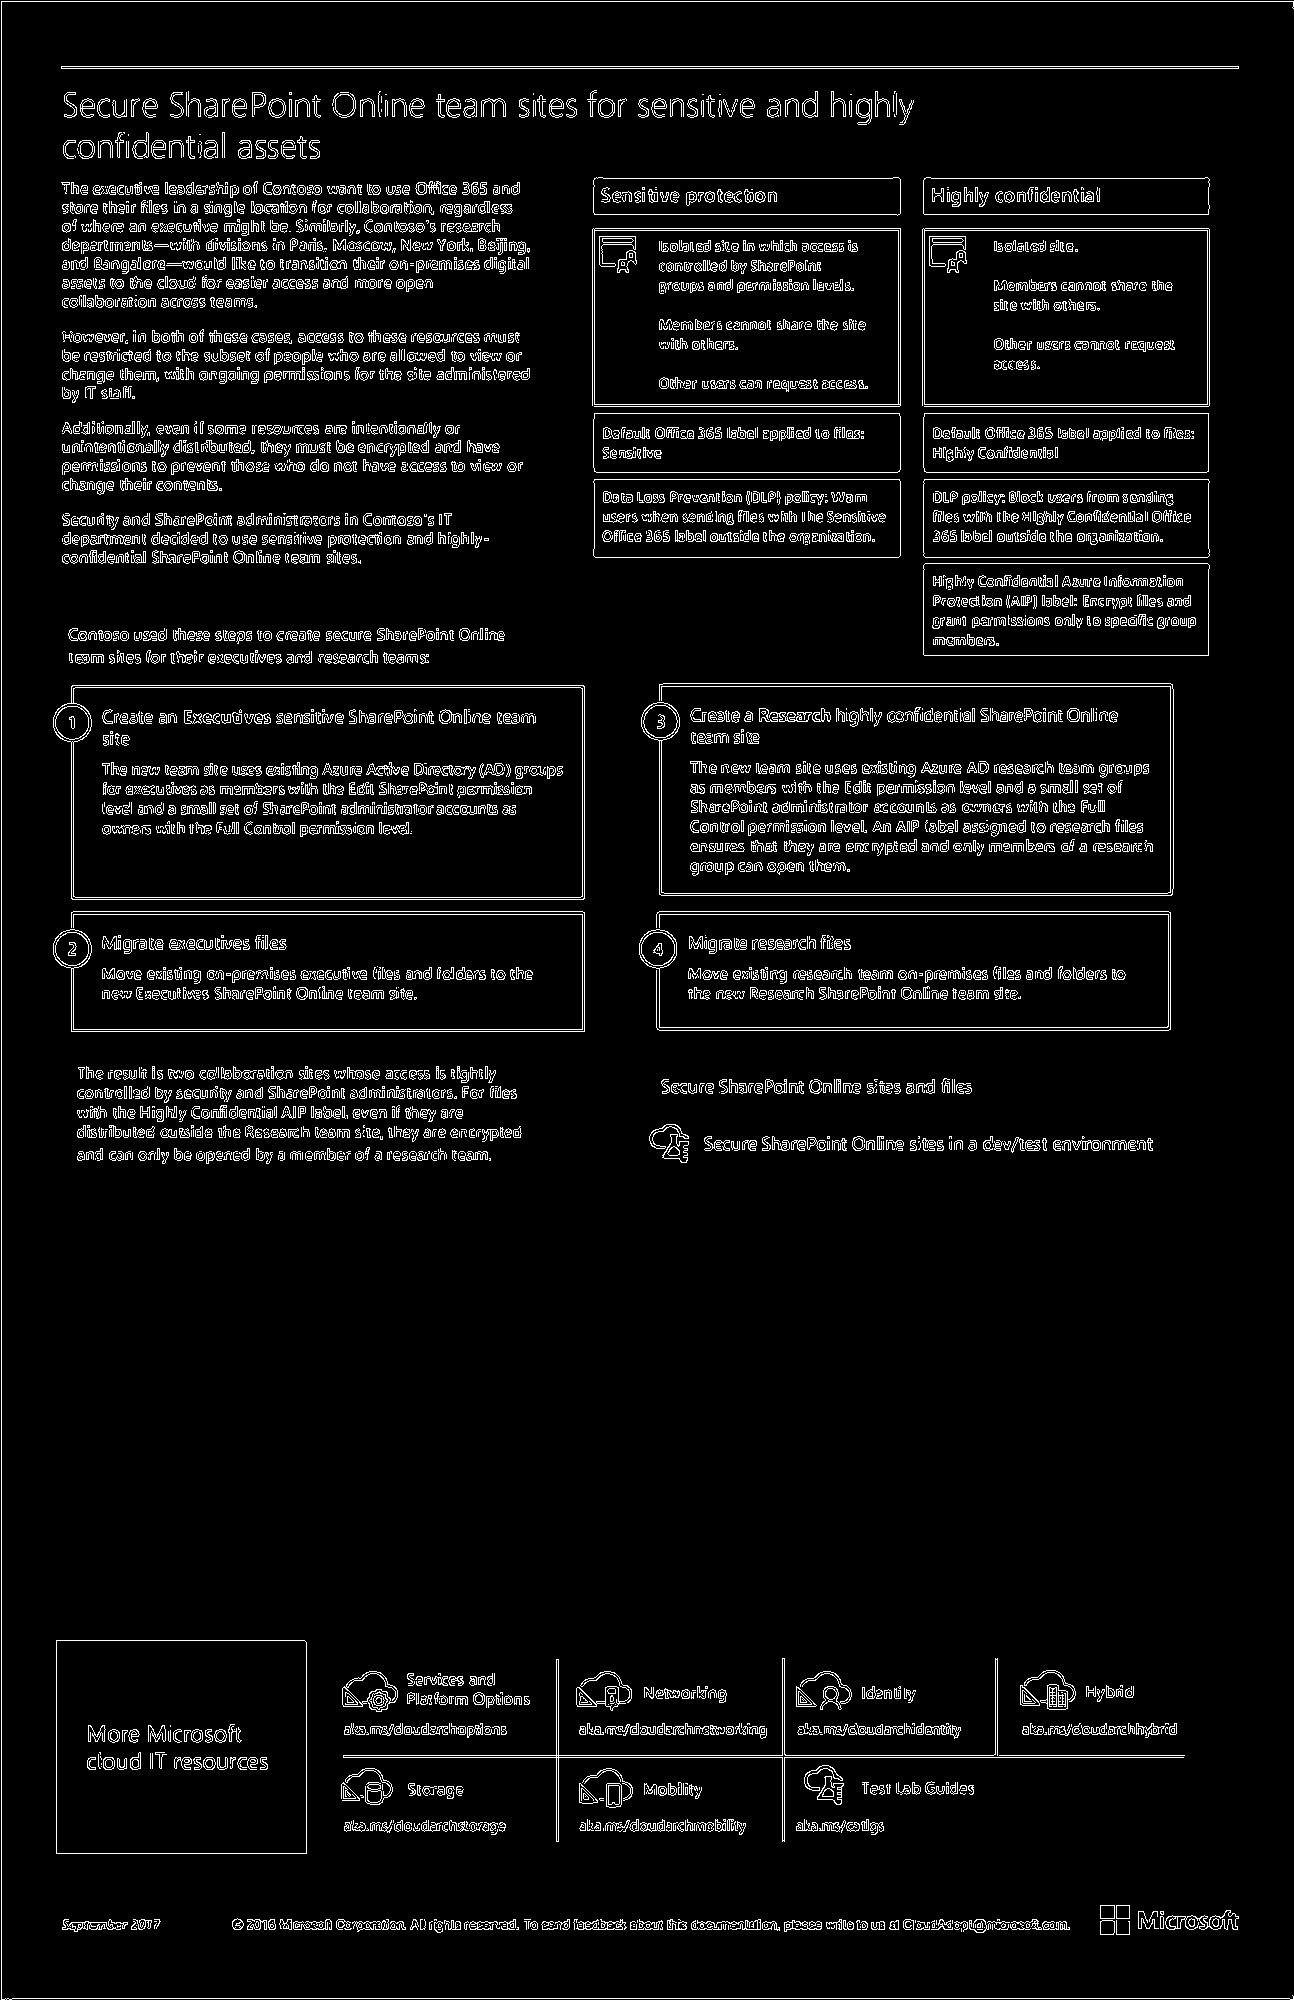 Secure SharePoint Online team sites for sensitive and highly
confidential assets
The executive leadership of Contoso want to use Office 365 and
store their files in a single location for collaboration, regardless
of where an executive might be. Similarly, Contoso's research
departments—with divisions in Paris, Moscow, New York, Beijing,
and Bangalore—would like to transition their on-premises digital
assets to the cloud for easier access and more open
collaboration across teams.
However, in both of these cases, access to these resources must
be restricted to the subset of people who are allowed to view or
change them, with ongoing permissions for the site administered
by IT staff.
Additionally, even if some resources are intentionally or
unintentionally distributed, they must be encrypted and have
permissions to prevent those who do not have access to view or
change their contents.
Security and SharePoint administrators in Contoso's IT
department decided to use sensitive protection and highly-
confidential SharePoint Online team sites.
Sensitive protection
Isolated site in which access is
controlled by SharePoint
groups and permission levels.
Members cannot share the site
with others.
Other users can request access.
Default Office 365 label applied to files:
Sensitive
Data Loss Prevention (DLP) policy: Warn
users when sending files with the Sensitive
Office 365 label outside the organization.
Highly confidential
Isolated site.
Members cannot share the
site with others.
Other users cannot request
access.
Default Office 365 label applied to files:
Highly Confidential
DLP policy: Block users from sending
files with the Highly Confidential Office
365 label outside the organization.
Highly Confidential Azure Information
Protection (AIP) label: Encrypt files and
grant permissions only to specific group
members.
Contoso used these steps to create secure SharePoint Online
team sites for their executives and research teams:
1
Create an Executives sensitive SharePoint Online team
site
The new team site uses existing Azure Active Directory (AD) groups
for executives as members with the Edit SharePoint permission
level and a small set of SharePoint administrator accounts as
owners with the Full Control permission level.
2
Migrate executives files
Move existing on-premises executive files and folders to the
new Executives SharePoint Online team site.
3
Create a Research highly confidential SharePoint Online
team site
The new team site uses existing Azure AD research team groups
as members with the Edit permission level and a small set of
SharePoint administrator accounts as owners with the Full
Control permission level. An AIP label assigned to research files
ensures that they are encrypted and only members of a research
group can open them.
4
Migrate research files
Move existing research team on-premises files and folders to
the new Research SharePoint Online team site.
The result is two collaboration sites whose access is tightly
controlled by security and SharePoint administrators. For files
with the Highly Confidential AIP label, even if they are
distributed outside the Research team site, they are encrypted
and can only be opened by a member of a research team.
Secure SharePoint Online sites and files
Secure SharePoint Online sites in a dev/test environment
More Microsoft
cloud IT resources
Services and
Platform Options
aka.ms/cloudarchoptions
Networking
aka.ms/cloudarchnetworking
Identity
aka.ms/cloudarchidentity
Hybrid
aka.ms/cloudarchhybrid
Storage
aka.ms/cloudarchstorage
Mobility
aka.ms/cloudarchmobility
Test Lab Guides
aka.ms/catlgs
September 2017
© 2016 Microsoft Corporation. All rights reserved. To send feedback about this documentation, please write to us at CloudAdopt@microsoft.com.
Microsoft